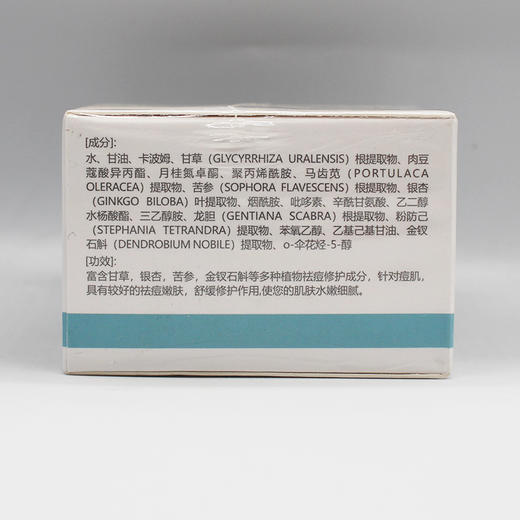 [成分]:
水、甘油、卡波姆、甘草（GLYCYRRHIZA URALENSIS）根提取物、肉豆
蔻酸异丙酯、月桂氮卓酮、聚丙烯酰胺、马齿苋（PORTULACA
OLERACEA）提取物、苦参（SOPHORA FLAVESCENS）根提取物、银杏
(GINKGO BILOBA) 叶提取物、烟酰胺、吡哆素、辛酰甘氨酸、乙二醇
水杨酸酯、三乙醇胺、龙胆（GENTIANA SCABRA）根提取物、粉防己
(STEPHANIA TETRANDRA) 提取物、苯氧乙醇、乙基己基甘油、金钗
石斛（DENDROBIUM NOBILE）提取物、o-伞花烃-5-醇
[功效]:
富含甘草，银杏，苦参，金钗石斛等多种植物祛痘修护成分，针对痘肌，
具有较好的祛痘嫩肤，舒缓修护作用,使您的肌肤水嫩细腻。